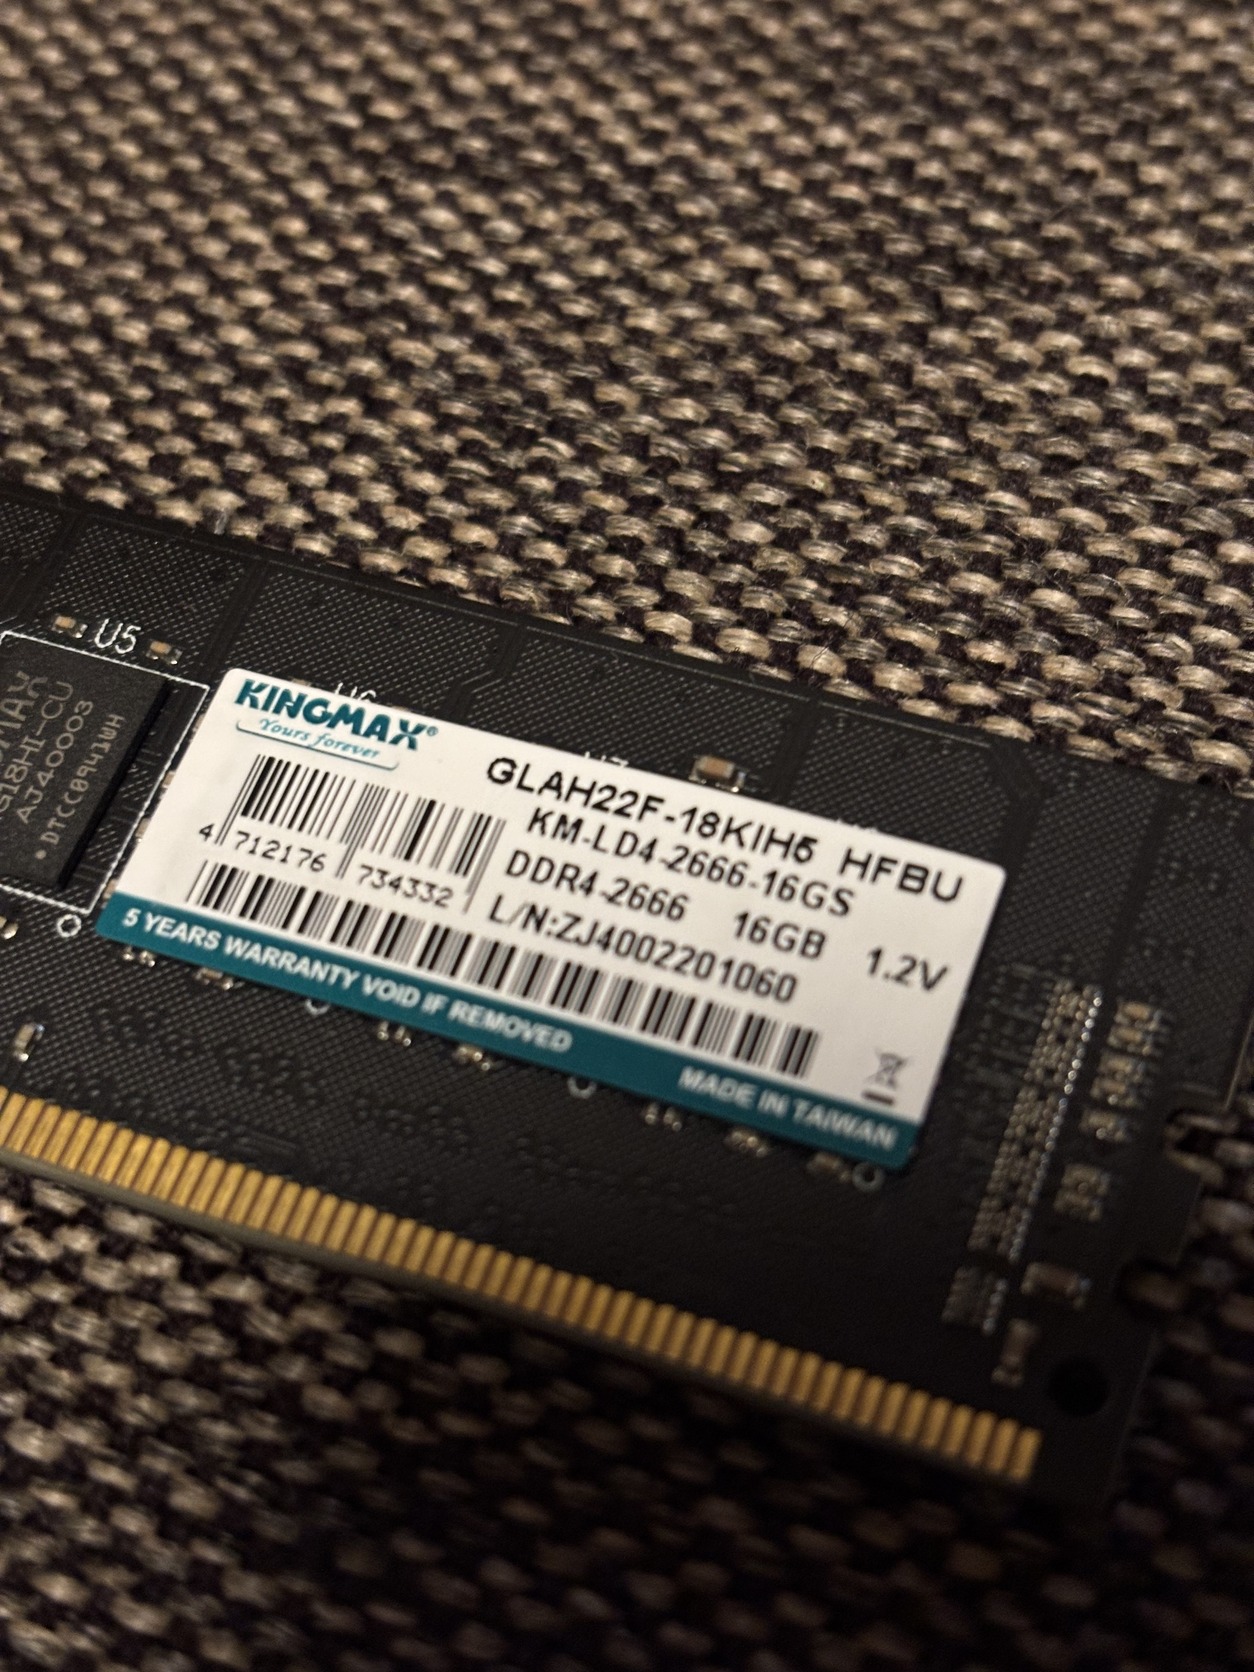 U5
KINGMAX®
Yours forever
GLAH22F-18KIH5 HFBU
KM-LD4-2666-16GS
DDR4-2666 16GB 1.2V
L/N:ZJ4002201060
4 712176 734332
5 YEARS WARRANTY VOID IF REMOVED
MADE IN TAIWAN
AJ40003